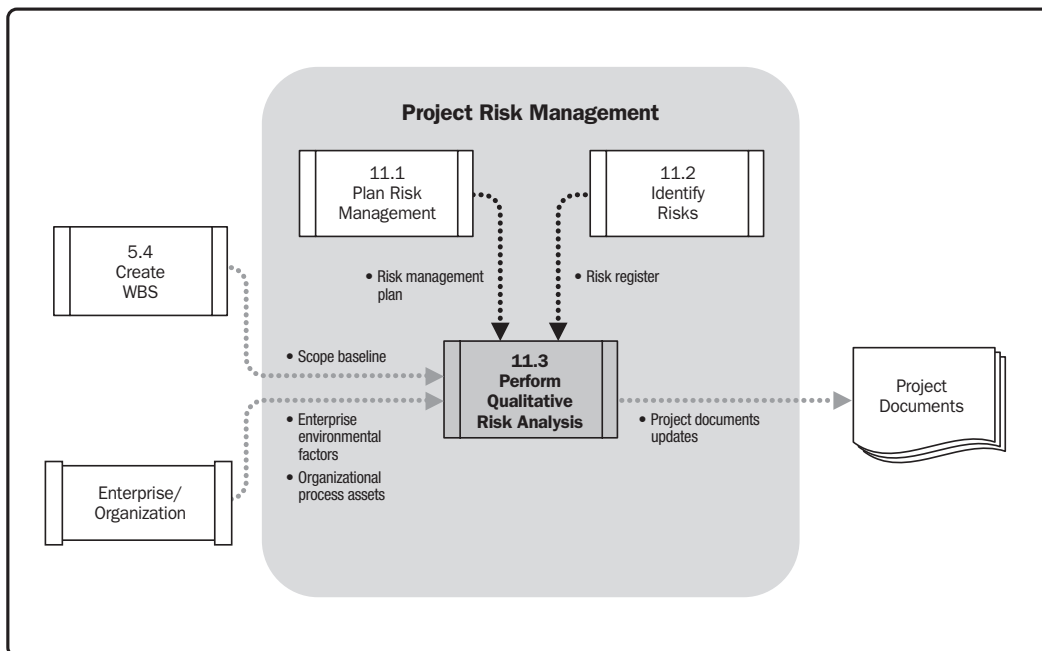 Project Risk Management
11.1
Plan Risk
Management
11.2
Identify
Risks
5.4
Create
WBS
• Risk management
plan
• Risk register
• Scope baseline
11.3
Perform
Qualitative
Risk Analysis
Project
Documents
• Enterprise
environmental
factors
• Organizational
process assets
• Project documents
updates
Enterprise/
Organization